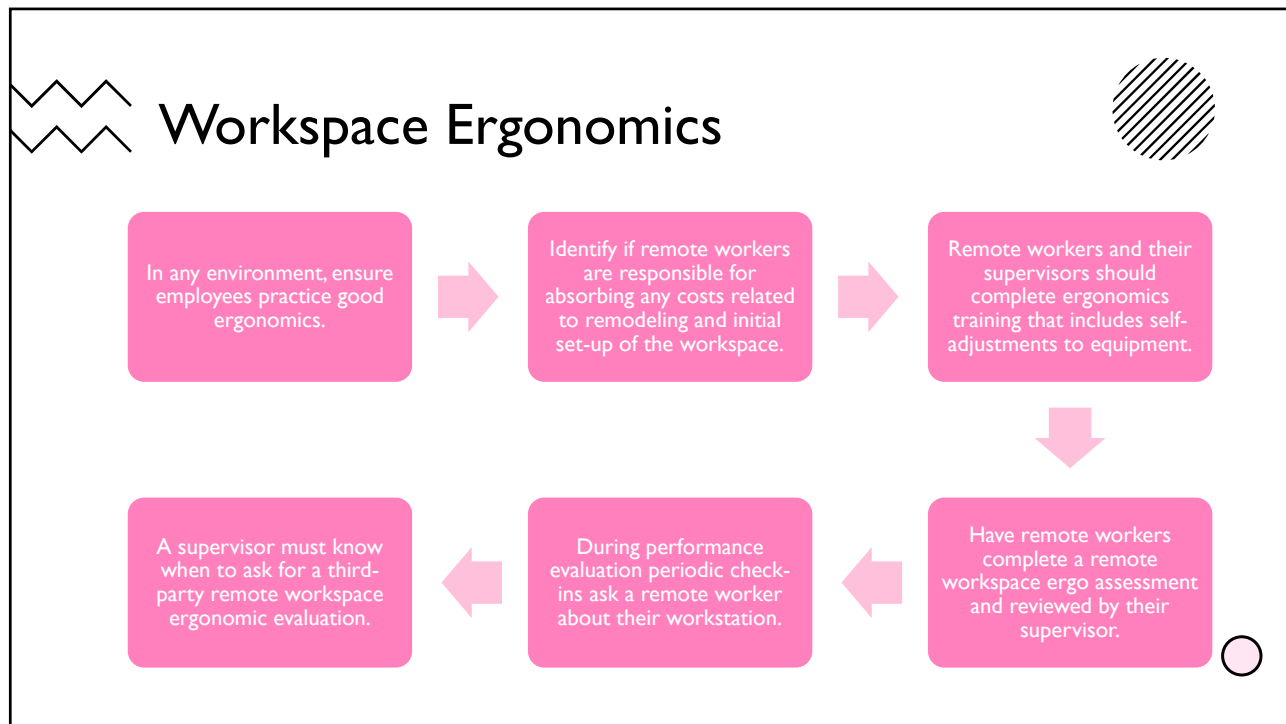 Workspace Ergonomics
In any environment, ensure
employees practice good
ergonomics.
Identify if remote workers
are responsible for
absorbing any costs related
to remodeling and initial
set-up of the workspace.
Remote workers and their
supervisors should
complete ergonomics
training that includes self-
adjustments to equipment.
Have remote workers
complete a remote
workspace ergo assessment
and reviewed by their
supervisor.
During performance
evaluation periodic check-
ins ask a remote worker
about their workstation.
A supervisor must know
when to ask for a third-
party remote workspace
ergonomic evaluation.